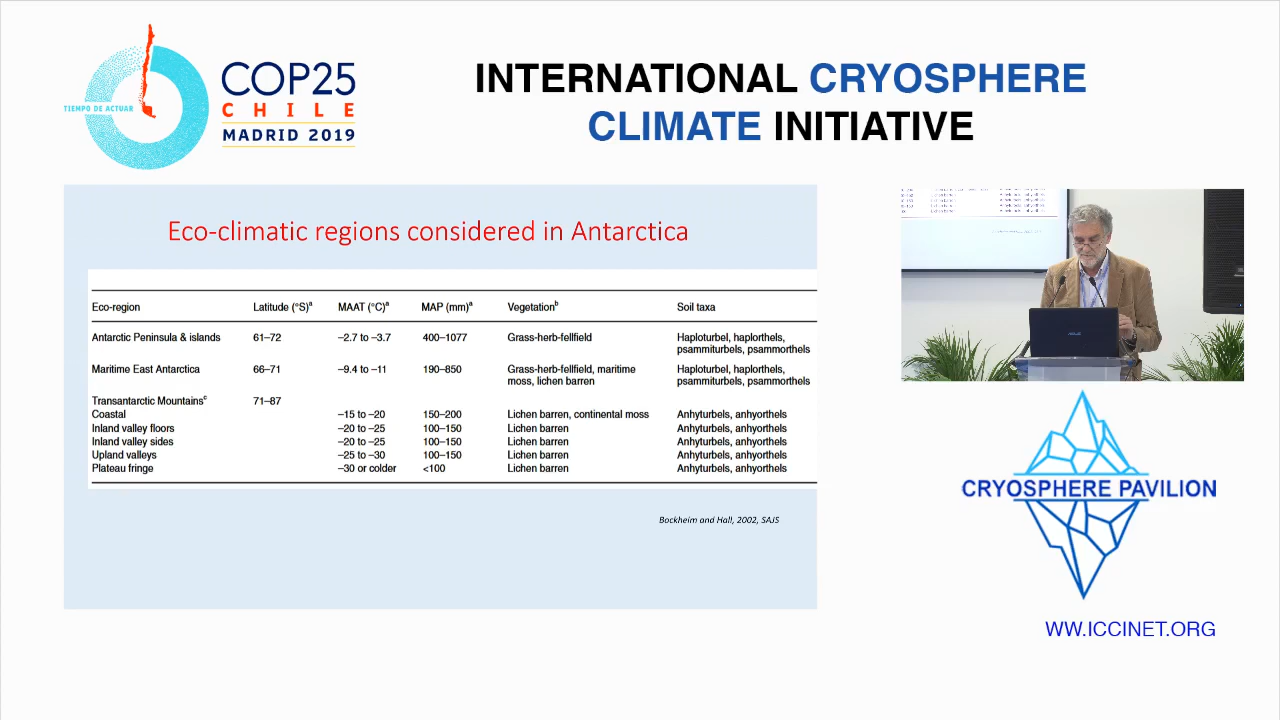 TIEMPO DE ACTUAR
COP25
CHILE
MADRID 2019
INTERNATIONAL CRYOSPHERE
CLIMATE INITIATIVE
Eco-climatic regions considered in Antarctica
Eco-region Latitude (°S)ᵃ MAAT (°C)ᵃ MAP (mm)ᵃ Vegetationᵇ Soil taxa
Antarctic Peninsula & islands 61–72 –2.7 to –3.7 400–1077 Grass-herb-fellfield Haploturbel, haplorthels,
psammiturbels, psammorthels
Maritime East Antarctica 66–71 –9.4 to –11 190–850 Grass-herb-fellfield, maritime Haploturbel, haplorthels,
moss, lichen barren psammiturbels, psammorthels
Transantarctic Mountainsᶜ 71–87
Coastal –15 to –20 150–200 Lichen barren, continental moss Anhyturbels, anhyorthels
Inland valley floors –20 to –25 100–150 Lichen barren Anhyturbels, anhyorthels
Inland valley sides –20 to –25 100–150 Lichen barren Anhyturbels, anhyorthels
Upland valleys –25 to –30 100–150 Lichen barren Anhyturbels, anhyorthels
Plateau fringe –30 or colder <100 Lichen barren Anhyturbels, anhyorthels
Bockheim and Hall, 2002, SAJS
CRYOSPHERE PAVILION
WW.ICCINET.ORG